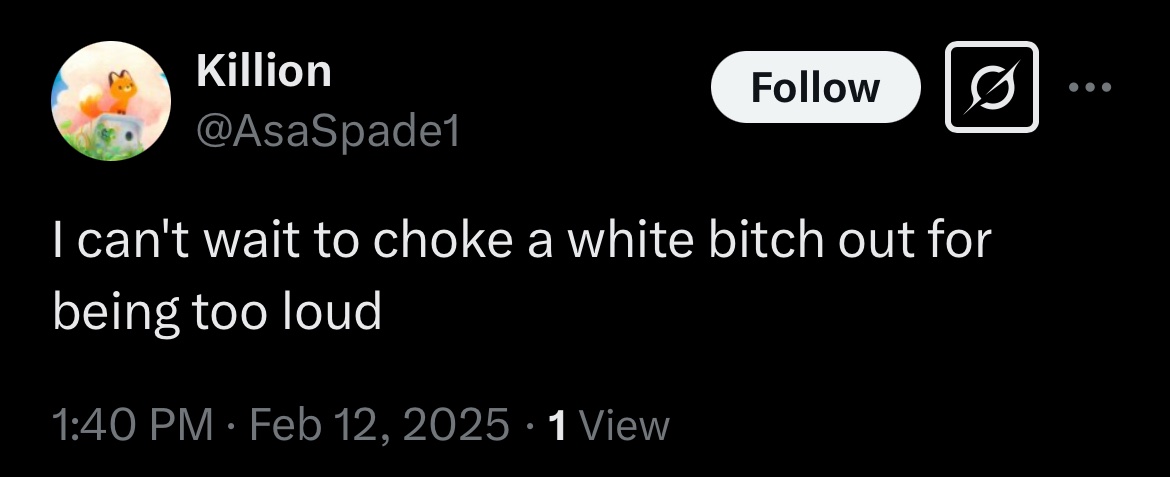 Killion
Follow
@AsaSpade1
I can't wait to choke a white bitch out for
being too loud
1:40 PM · Feb 12, 2025 · 1 View